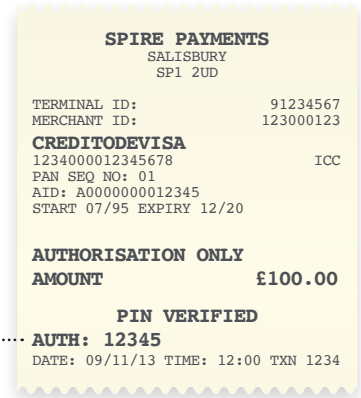 SPIRE PAYMENTS
SALISBURY
SP1 2UD
TERMINAL ID: 91234567
MERCHANT ID: 123000123
CREDITODEVISA
1234000012345678 ICC
PAN SEQ NO: 01
AID: A0000000012345
START 07/95 EXPIRY 12/20
AUTHORISATION ONLY
AMOUNT £100.00
PIN VERIFIED
AUTH: 12345
DATE: 09/11/13 TIME: 12:00 TXN 1234